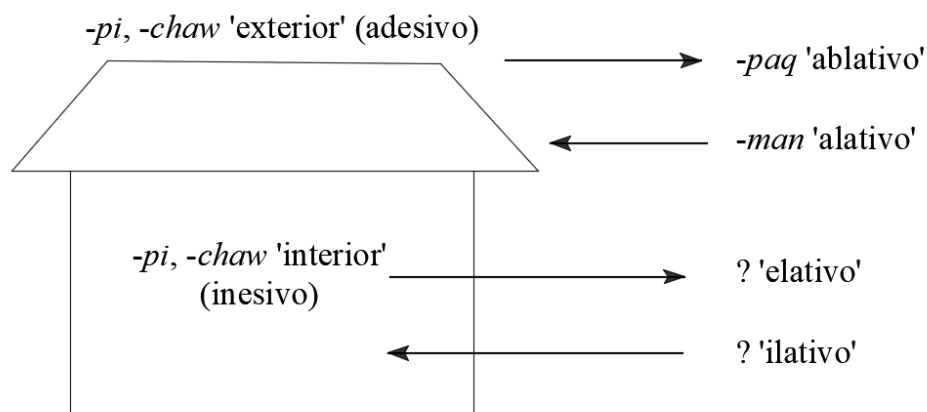 -pi, -chaw 'exterior' (adesivo)
-paq 'ablativo'
-man 'alativo'
-pi, -chaw 'interior'
(inesivo)
? 'elativo'
? 'ilativo'